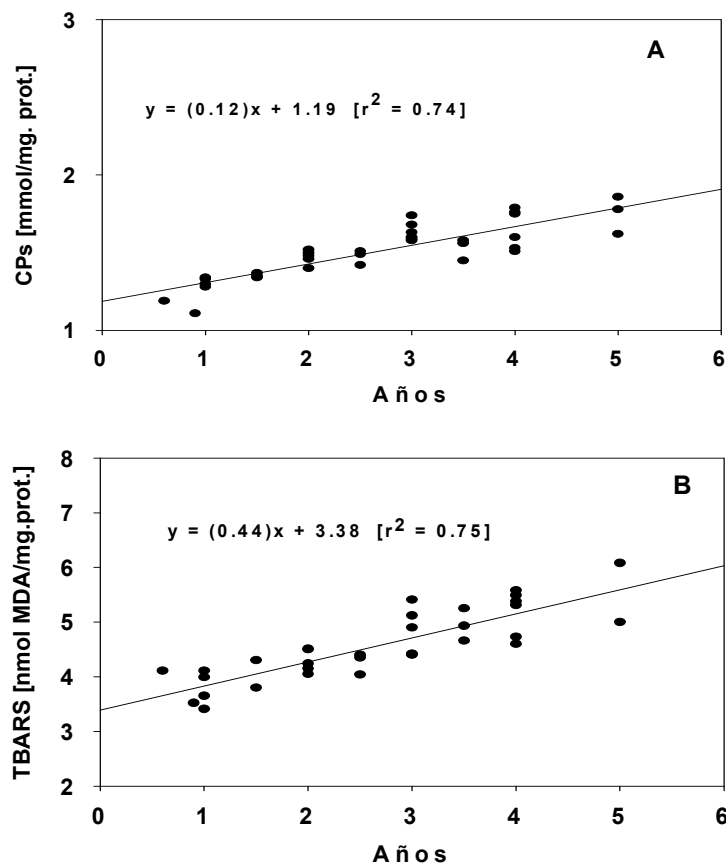 3
A
y = (0.12)x + 1.19 [r² = 0.74]
CPs [mmol/mg. prot.]
2
1
0 1 2 3 4 5 6
Años
8
B
7
y = (0.44)x + 3.38 [r² = 0.75]
6
TBARS [nmol MDA/mg.prot.]
5
4
3
2
0 1 2 3 4 5 6
Años